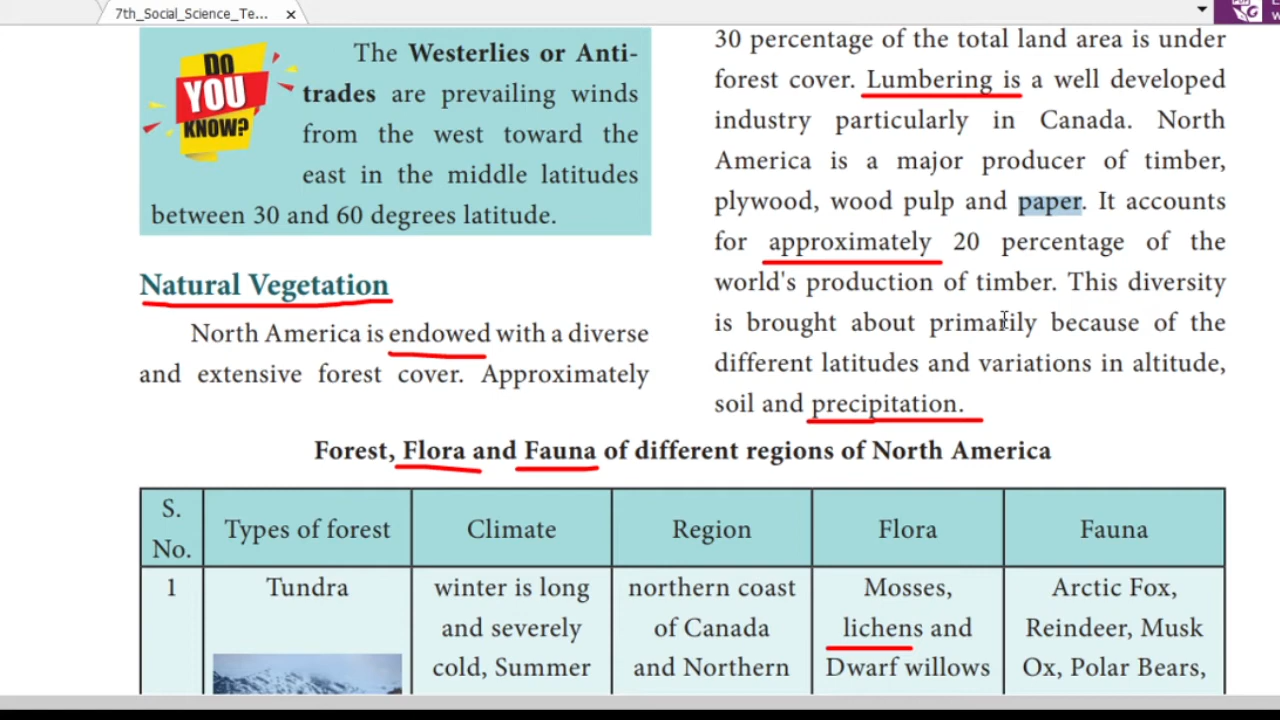 7th_Social_Science_Te...
DO
YOU
KNOW?
The Westerlies or Anti-
trades are prevailing winds
from the west toward the
east in the middle latitudes
between 30 and 60 degrees latitude.
Natural Vegetation
North America is endowed with a diverse
and extensive forest cover. Approximately
30 percentage of the total land area is under
forest cover. Lumbering is a well developed
industry particularly in Canada. North
America is a major producer of timber,
plywood, wood pulp and paper. It accounts
for approximately 20 percentage of the
world's production of timber. This diversity
is brought about primarily because of the
different latitudes and variations in altitude,
soil and precipitation.
Forest, Flora and Fauna of different regions of North America
S.
No.
Types of forest
Climate
Region
Flora
Fauna
1
Tundra
winter is long
and severely
cold, Summer
northern coast
of Canada
and Northern
Mosses,
lichens and
Dwarf willows
Arctic Fox,
Reindeer, Musk
Ox, Polar Bears,